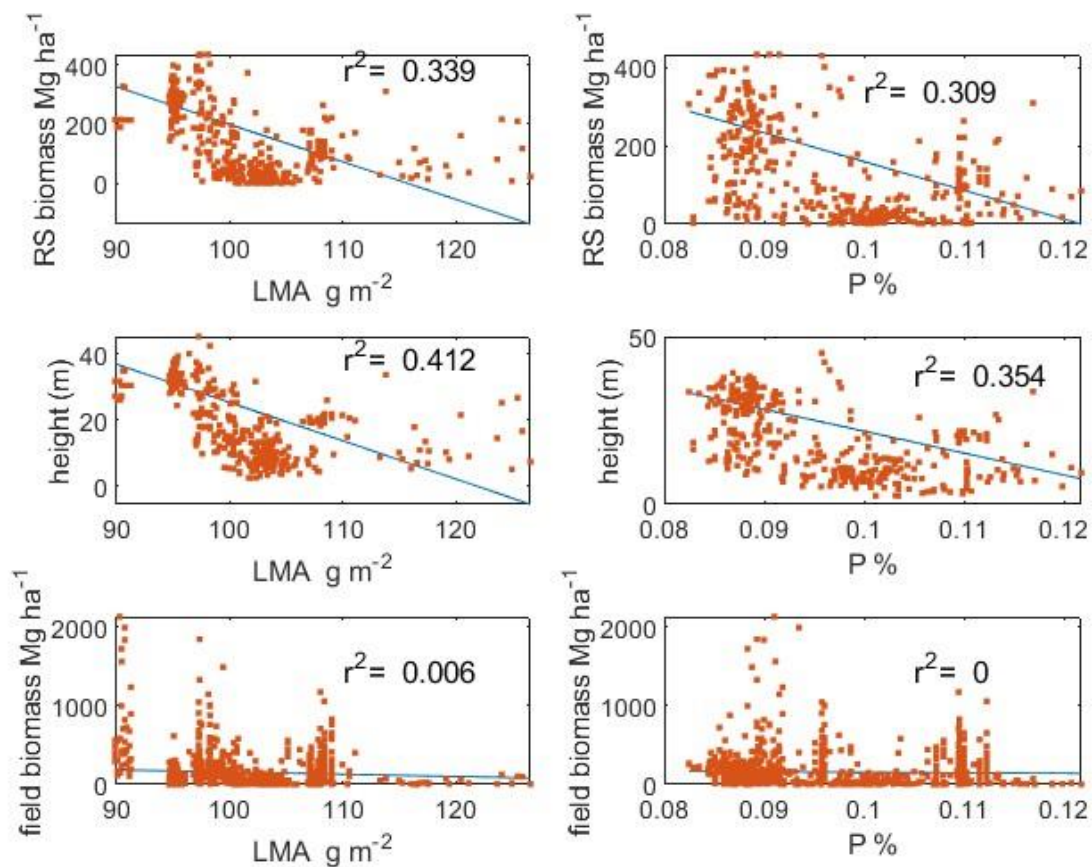 RS biomass Mg ha⁻¹
400
200
0
r²= 0.339
90 100 110 120
LMA g m⁻²
RS biomass Mg ha⁻¹
400
200
0
r²= 0.309
0.08 0.09 0.1 0.11 0.12
P %
height (m)
40
20
0
r²= 0.412
90 100 110 120
LMA g m⁻²
height (m)
50
0
r²= 0.354
0.08 0.09 0.1 0.11 0.12
P %
field biomass Mg ha⁻¹
2000
1000
0
r²= 0.006
90 100 110 120
LMA g m⁻²
field biomass Mg ha⁻¹
2000
1000
0
r²= 0
0.08 0.09 0.1 0.11 0.12
P %